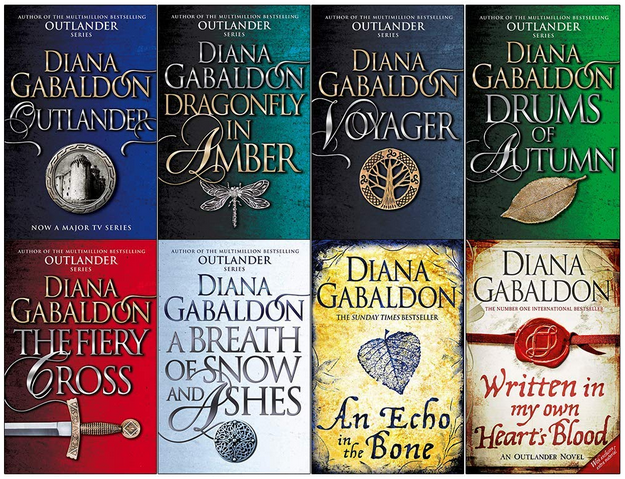 AUTHOR OF THE MULTIMILLION BESTSELLING
OUTLANDER
SERIES
DIANA
GABALDON
OUTLANDER
NOW A MAJOR TV SERIES
AUTHOR OF THE MULTIMILLION BESTSELLING
OUTLANDER
SERIES
DIANA
GABALDON
DRAGONFLY
IN
AMBER
AUTHOR OF THE MULTIMILLION BESTSELLING
OUTLANDER
SERIES
DIANA
GABALDON
VOYAGER
AUTHOR OF THE MULTIMILLION BESTSELLING
OUTLANDER
SERIES
DIANA
GABALDON
DRUMS
OF
AUTUMN
AUTHOR OF THE MULTIMILLION BESTSELLING
OUTLANDER
SERIES
DIANA
GABALDON
THE FIERY
CROSS
AUTHOR OF THE MULTIMILLION BESTSELLING
OUTLANDER
SERIES
DIANA
GABALDON
A BREATH
OF SNOW
AND ASHES
DIANA
GABALDON
THE SUNDAY TIMES BESTSELLER
An Echo
in the
Bone
DIANA
GABALDON
THE NUMBER ONE INTERNATIONAL BESTSELLER
Written in
my own
Heart's Blood
AN OUTLANDER NOVEL